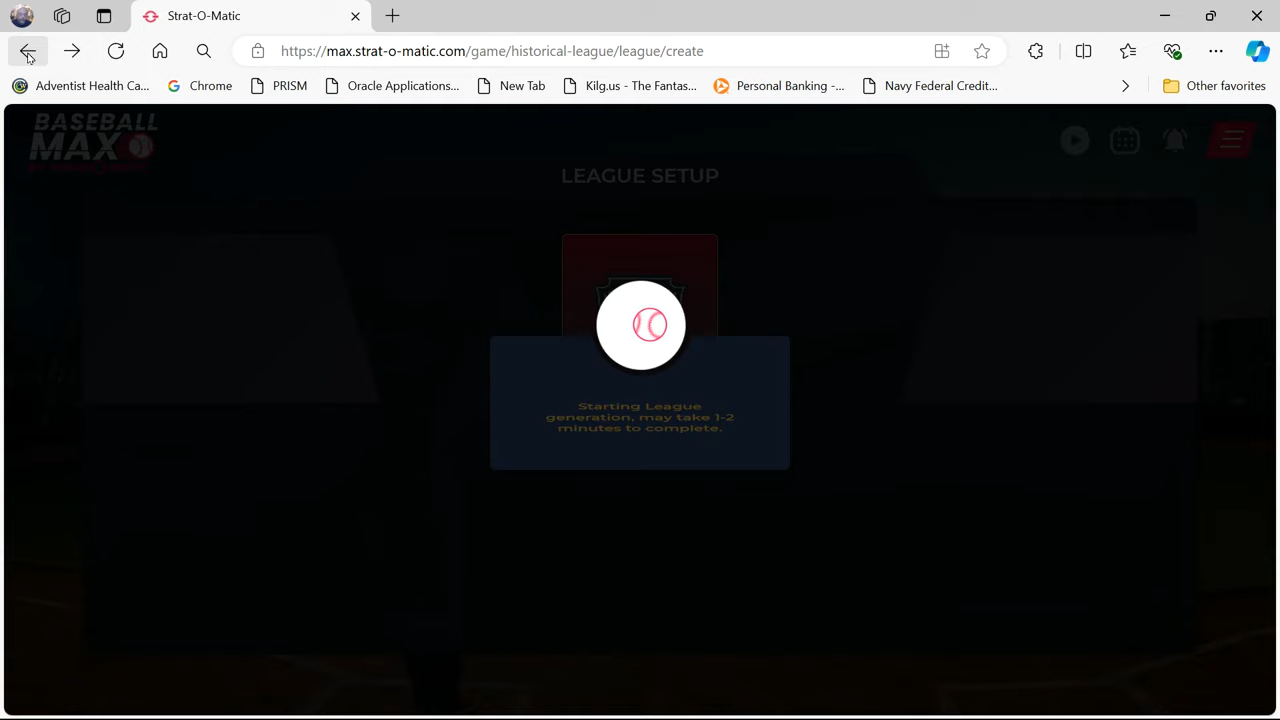 Strat-O-Matic
https://max.strat-o-matic.com/game/historical-league/league/create
Adventist Health Ca...
Chrome
PRISM
Oracle Applications...
New Tab
Kilg.us - The Fantas...
Personal Banking -...
Navy Federal Credit...
Other favorites
BASEBALL
MAX
LEAGUE SETUP
Starting League
generation, may take 1-2
minutes to complete.